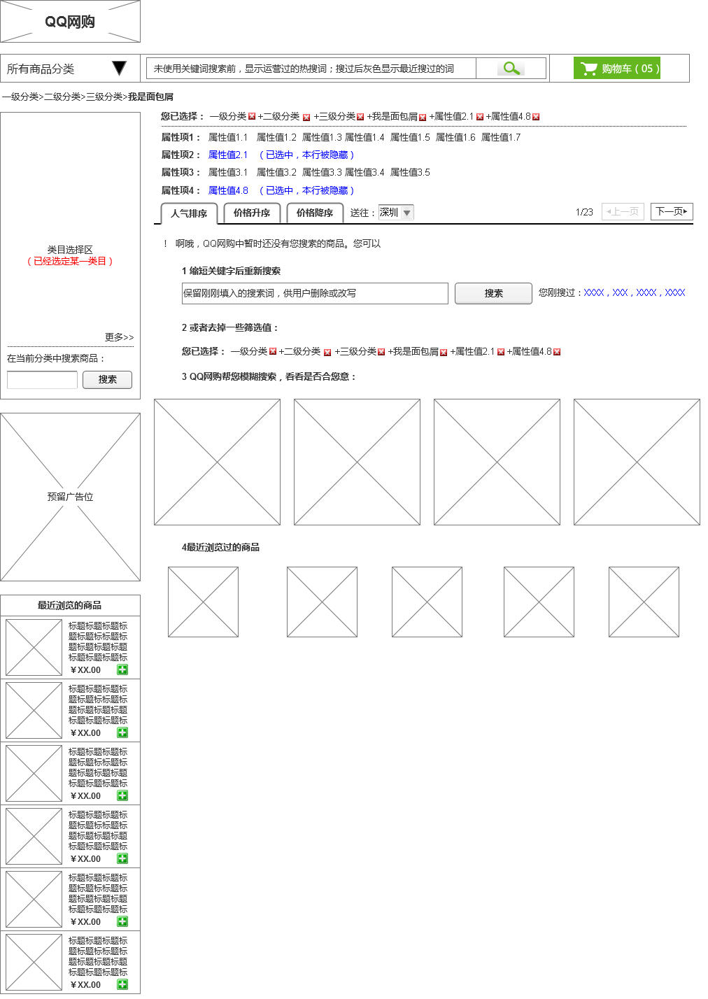 QQ网购
所有商品分类
未使用关键词搜索前，显示运营过的热搜词；搜过后灰色显示最近搜过的词
购物车（05）
一级分类>二级分类>三级分类>我是面包屑
您已选择： 一级分类 +二级分类 +三级分类 +我是面包屑 +属性值2.1 +属性值4.8
属性项1： 属性值1.1 属性值1.2 属性值1.3 属性值1.4 属性值1.5 属性值1.6 属性值1.7
属性项2： 属性值2.1 （已选中，本行被隐藏）
属性项3： 属性值3.1 属性值3.2 属性值3.3 属性值3.4 属性值3.5
属性项4： 属性值4.8 （已选中，本行被隐藏）
人气排序 价格升序 价格降序 送往：深圳 1/23 上一页 下一页
类目选择区
（已经选定某一类目）
更多>>
在当前分类中搜索商品：
搜索
！ 啊哦，QQ网购中暂时还没有您搜索的商品。您可以
1 缩短关键字后重新搜索
保留刚刚填入的搜索词，供用户删除或改写 搜索 您刚搜过：XXXX，XXX，XXXX，XXXX
2 或者去掉一些筛选值：
您已选择： 一级分类 +二级分类 +三级分类 +我是面包屑 +属性值2.1 +属性值4.8
3 QQ网购帮您模糊搜索，看看是否合您意：
4最近浏览过的商品
预留广告位
最近浏览的商品
标题标题标题标
题标题标标题标
题标题标题标题
标题标题标题标
￥XX.00
标题标题标题标
题标题标标题标
题标题标题标题
标题标题标题标
￥XX.00
标题标题标题标
题标题标标题标
题标题标题标题
标题标题标题标
￥XX.00
标题标题标题标
题标题标标题标
题标题标题标题
标题标题标题标
￥XX.00
标题标题标题标
题标题标标题标
题标题标题标题
标题标题标题标
￥XX.00
标题标题标题标
题标题标标题标
题标题标题标题
标题标题标题标
￥XX.00